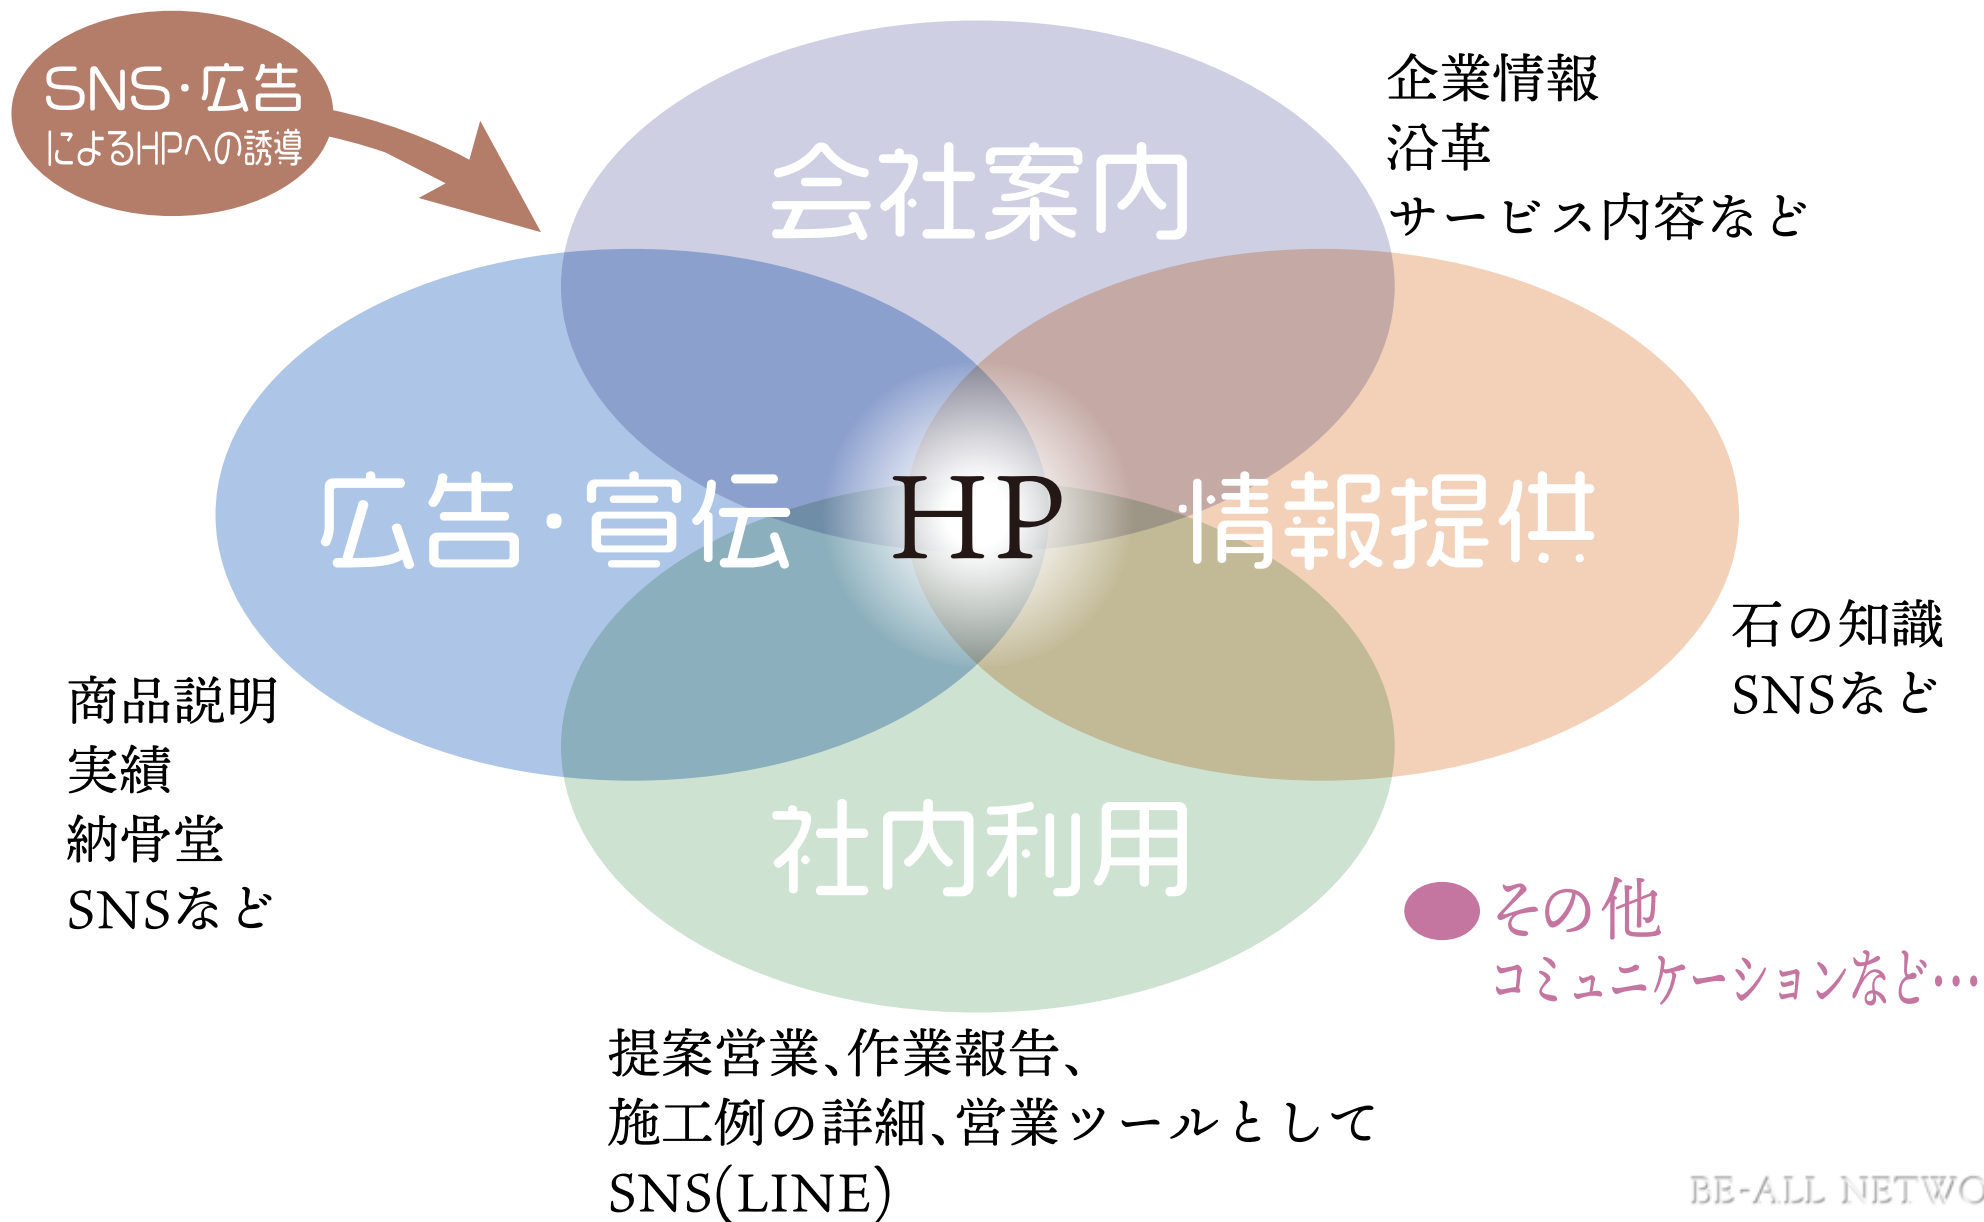 SNS・広告
によるHPへの誘導
会社案内
企業情報
沿革
サービス内容など
広告・宣伝
HP
情報提供
石の知識
SNSなど
商品説明
実績
納骨堂
SNSなど
社内利用
その他
コミュニケーションなど…
提案営業、作業報告、
施工例の詳細、営業ツールとして
SNS(LINE)
BE-ALL NETWO